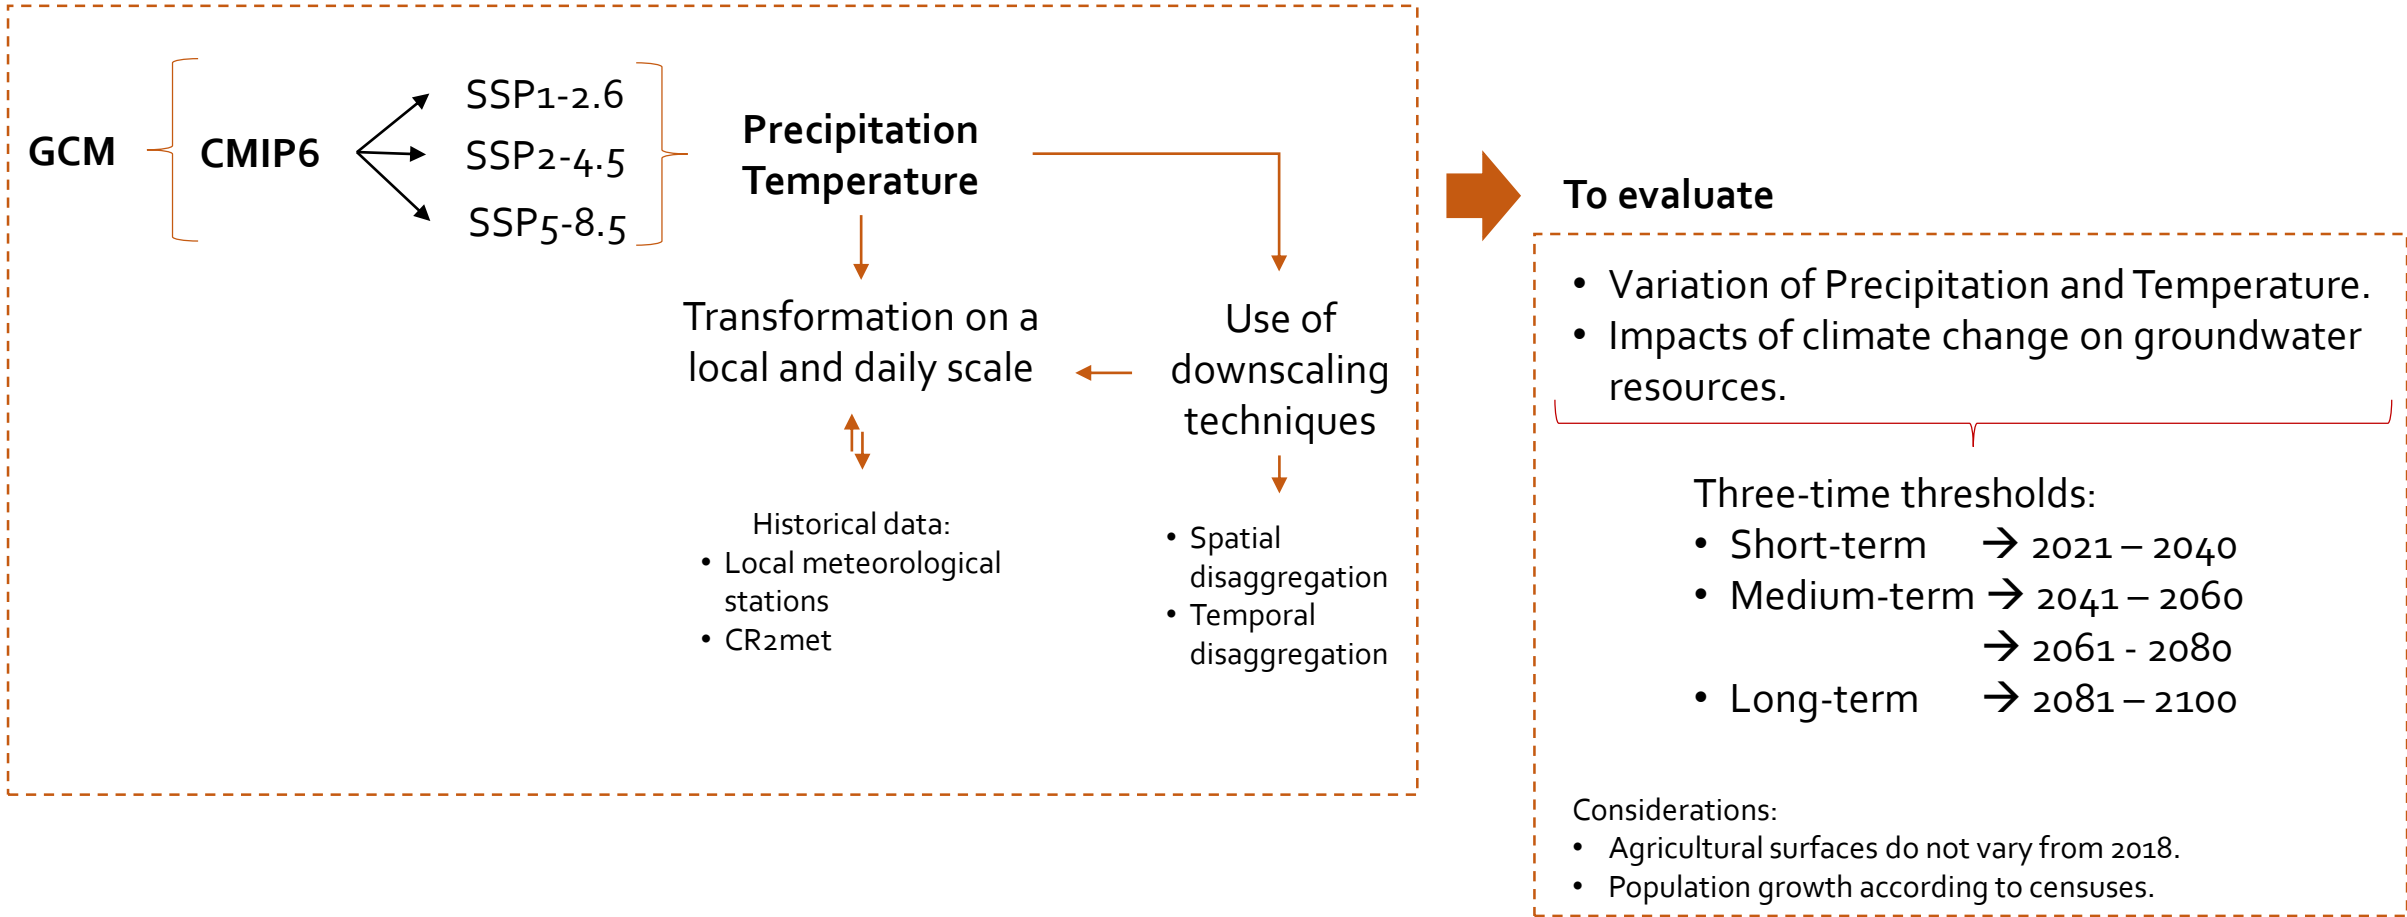 GCM
CMIP6
SSP1-2.6
SSP2-4.5
SSP5-8.5
Precipitation
Temperature
Transformation on a
local and daily scale
Use of
downscaling
techniques
Historical data:
• Local meteorological
stations
• CR2met
• Spatial
disaggregation
• Temporal
disaggregation
To evaluate
• Variation of Precipitation and Temperature.
• Impacts of climate change on groundwater
resources.
Three-time thresholds:
• Short-term → 2021 – 2040
• Medium-term → 2041 – 2060
→ 2061 - 2080
• Long-term → 2081 – 2100
Considerations:
• Agricultural surfaces do not vary from 2018.
• Population growth according to censuses.